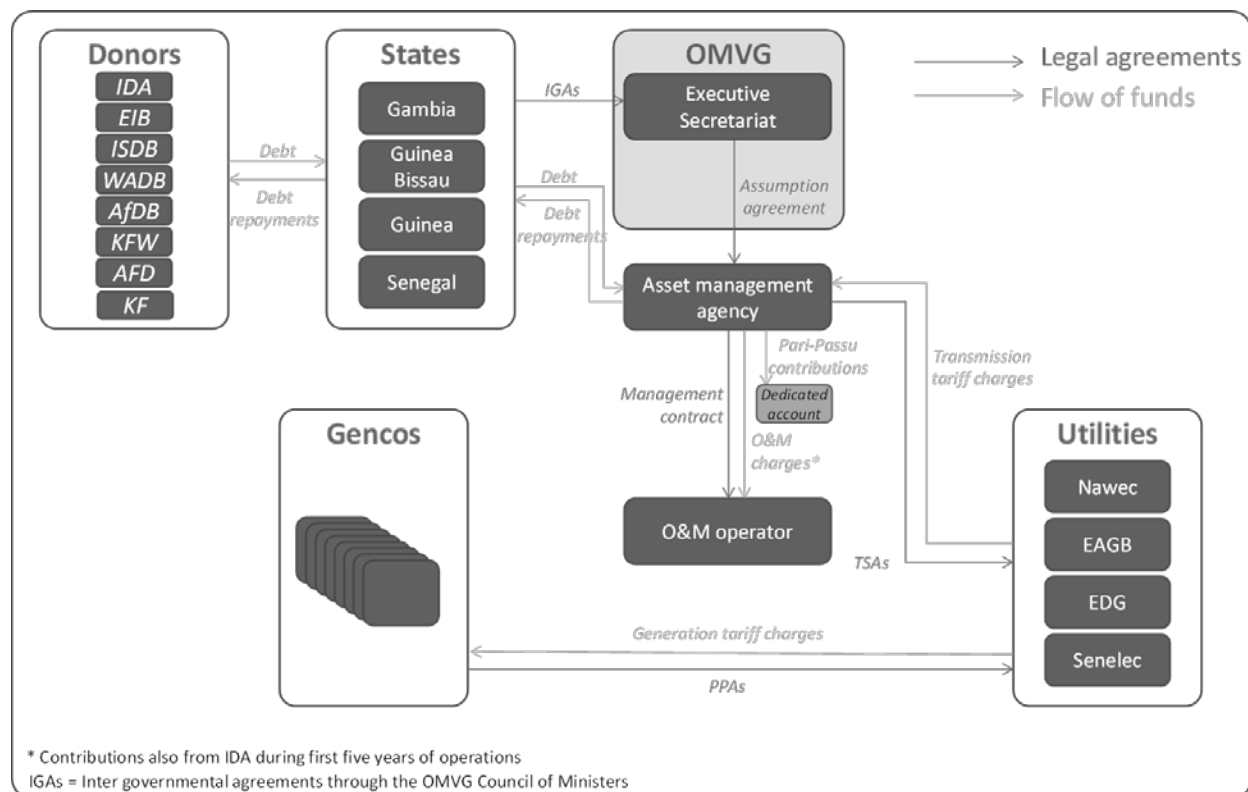 Donors
IDA
EIB
ISDB
WADB
AfDB
KFW
AFD
KF
Debt
Debt
repayments
States
Gambia
Guinea
Bissau
Guinea
Senegal
IGAs
Debt
Debt
repayments
OMVG
Executive
Secretariat
Assumption
agreement
Legal agreements
Flow of funds
Asset management
agency
Pari-Passu
contributions
Dedicated
account
Management
contract
O&M
charges*
O&M operator
Transmission
tariff charges
TSAs
Gencos
Generation tariff charges
PPAs
Utilities
Nawec
EAGB
EDG
Senelec
* Contributions also from IDA during first five years of operations
IGAs = Inter governmental agreements through the OMVG Council of Ministers